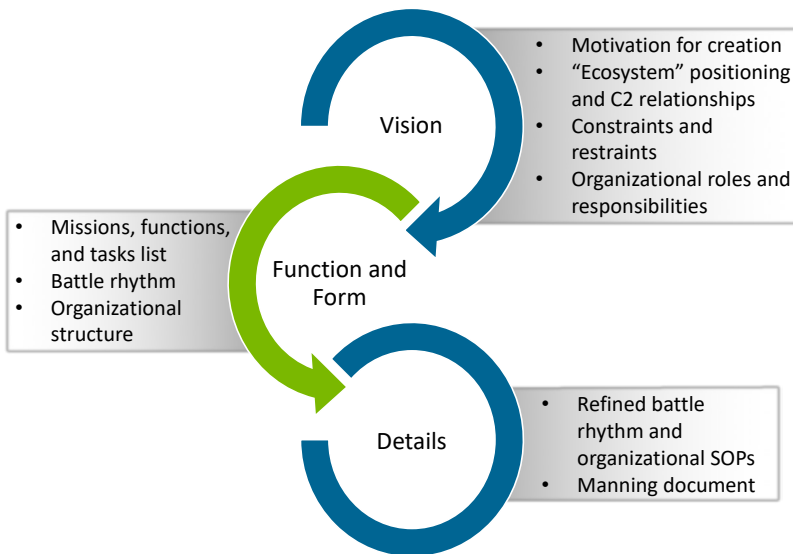 Vision
• Motivation for creation
• “Ecosystem” positioning
and C2 relationships
• Constraints and
restraints
• Organizational roles and
responsibilities
• Missions, functions,
and tasks list
• Battle rhythm
• Organizational
structure
Function and
Form
Details
• Refined battle
rhythm and
organizational SOPs
• Manning document